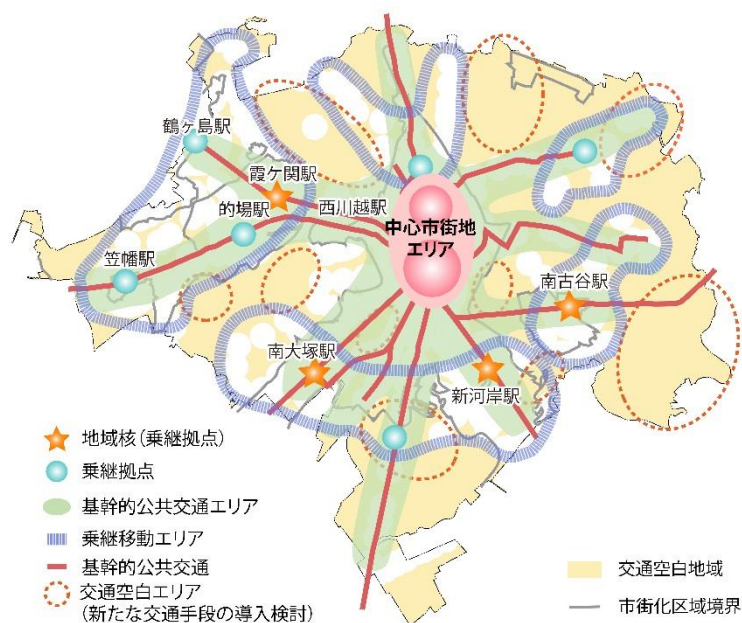 鶴ヶ島駅
霞ケ関駅
的場駅
西川越駅
笠幡駅
中心市街地
エリア
南古谷駅
南大塚駅
新河岸駅
地域核（乗継拠点）
乗継拠点
基幹的公共交通エリア
乗継移動エリア
基幹的公共交通
交通空白エリア
（新たな交通手段の導入検討）
交通空白地域
市街化区域境界